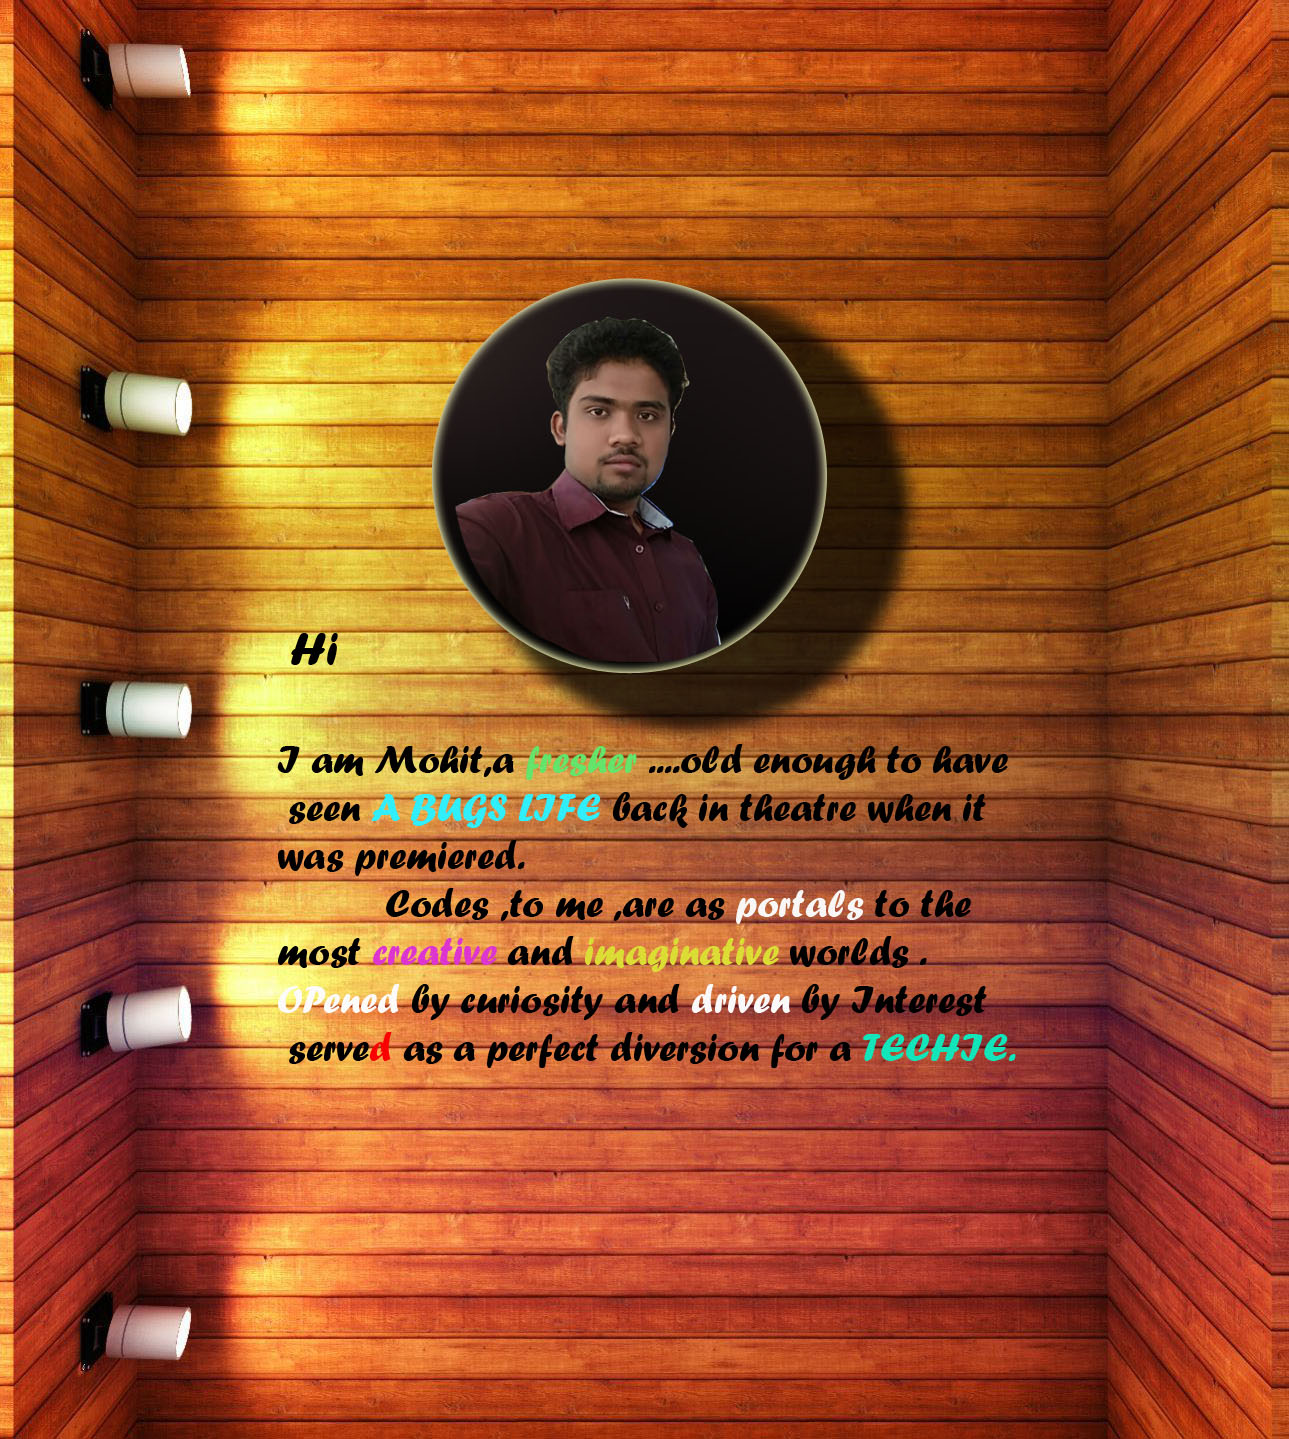 Hi
I am Mohit,a fresher ....old enough to have
seen A BUGS LIFE back in theatre when it
was premiered.
Codes ,to me ,are as portals to the
most creative and imaginative worlds .
OPened by curiosity and driven by Interest
served as a perfect diversion for a TECHIE.